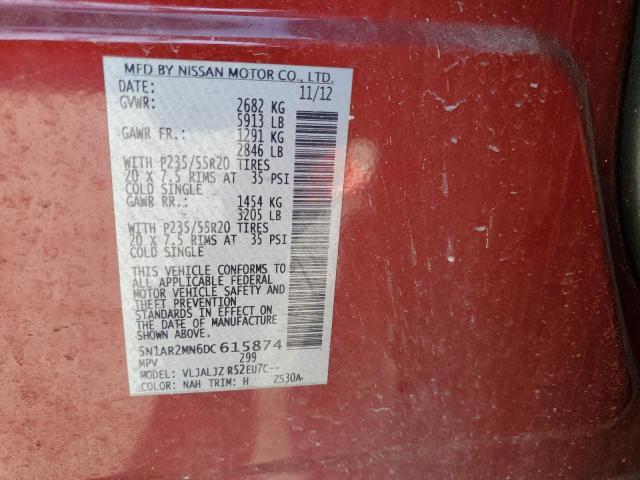 MFD BY NISSAN MOTOR CO., LTD.
DATE: 11/12
GVWR: 2682 KG
5913 LB
GAWR FR.: 1291 KG
2846 LB
WITH P235/55R20 TIRES
20 X 7.5 RIMS AT 35 PSI
COLD SINGLE
GAWR RR.: 1454 KG
3205 LB
WITH P235/55R20 TIRES
20 X 7.5 RIMS AT 35 PSI
COLD SINGLE
THIS VEHICLE CONFORMS TO
ALL APPLICABLE FEDERAL
MOTOR VEHICLE SAFETY AND
THEFT PREVENTION
STANDARDS IN EFFECT ON
THE DATE OF MANUFACTURE
SHOWN ABOVE.
5N1AR2MN6DC615874
MPV 299
MODEL: VLJALJZ R52EU7C--
COLOR: NAH TRIM: H ZS30A-